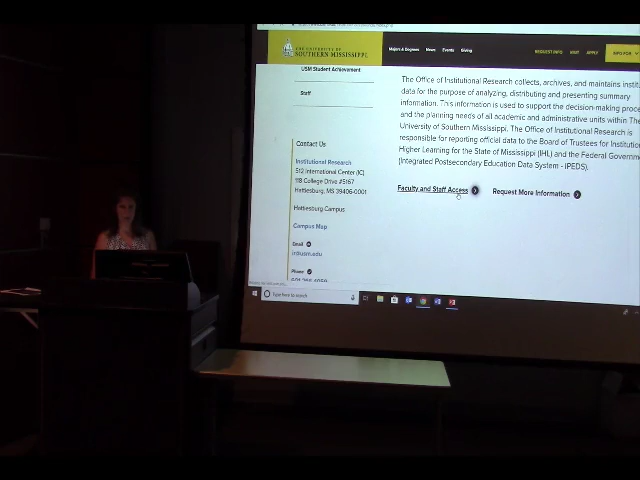 THE UNIVERSITY OF
SOUTHERN MISSISSIPPI
Majors & Degrees News Events Giving
REQUEST INFO VISIT APPLY INFO FOR
USM Student Achievement
Staff
Contact Us
Institutional Research
512 International Center (IC)
118 College Drive #5167
Hattiesburg, MS 39406-0001
Hattiesburg Campus
Campus Map
Email
ir@usm.edu
Phone
The Office of Institutional Research collects, archives, and maintains instit
data for the purpose of analyzing, distributing and presenting summary
information. This information is used to support the decision-making proce
and the planning needs of all academic and administrative units within The
University of Southern Mississippi. The Office of Institutional Research is
responsible for reporting official data to the Board of Trustees for Institution
Higher Learning for the State of Mississippi (IHL) and the Federal Governm
(Integrated Postsecondary Education Data System - IPEDS).
Faculty and Staff Access Request More Information
Type here to search